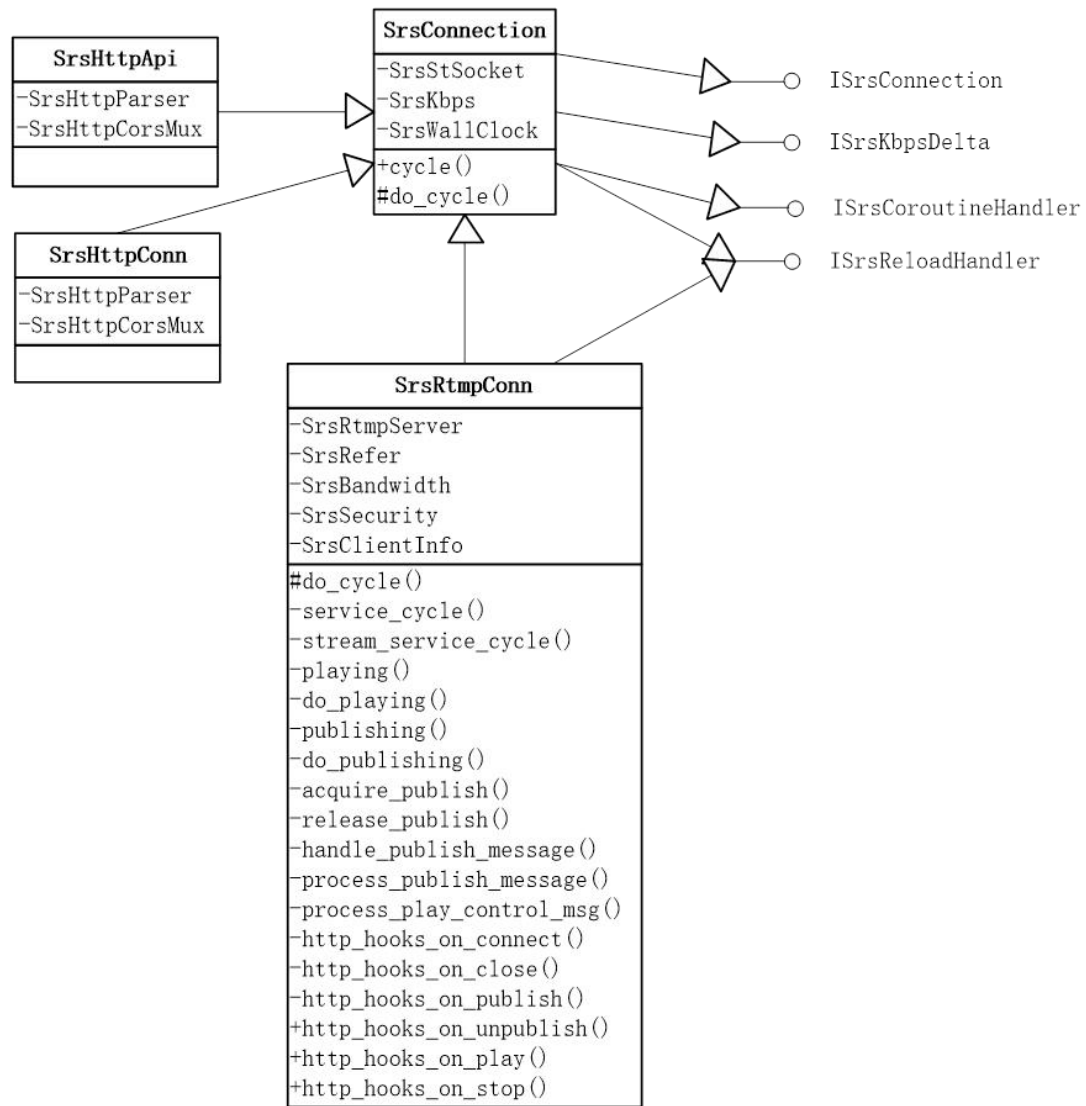 SrsHttpApi
-SrsHttpParser
-SrsHttpCorsMux
SrsConnection
-SrsStSocket
-SrsKbps
-SrsWallClock
+cycle()
#do_cycle()
ISrsConnection
ISrsKbpsDelta
ISrsCoroutineHandler
ISrsReloadHandler
SrsHttpConn
-SrsHttpParser
-SrsHttpCorsMux
SrsRtmpConn
-SrsRtmpServer
-SrsRefer
-SrsBandwidth
-SrsSecurity
-SrsClientInfo
#do_cycle()
-service_cycle()
-stream_service_cycle()
-playing()
-do_playing()
-publishing()
-do_publishing()
-acquire_publish()
-release_publish()
-handle_publish_message()
-process_publish_message()
-process_play_control_msg()
-http_hooks_on_connect()
-http_hooks_on_close()
-http_hooks_on_publish()
+http_hooks_on_unpublish()
+http_hooks_on_play()
+http_hooks_on_stop()